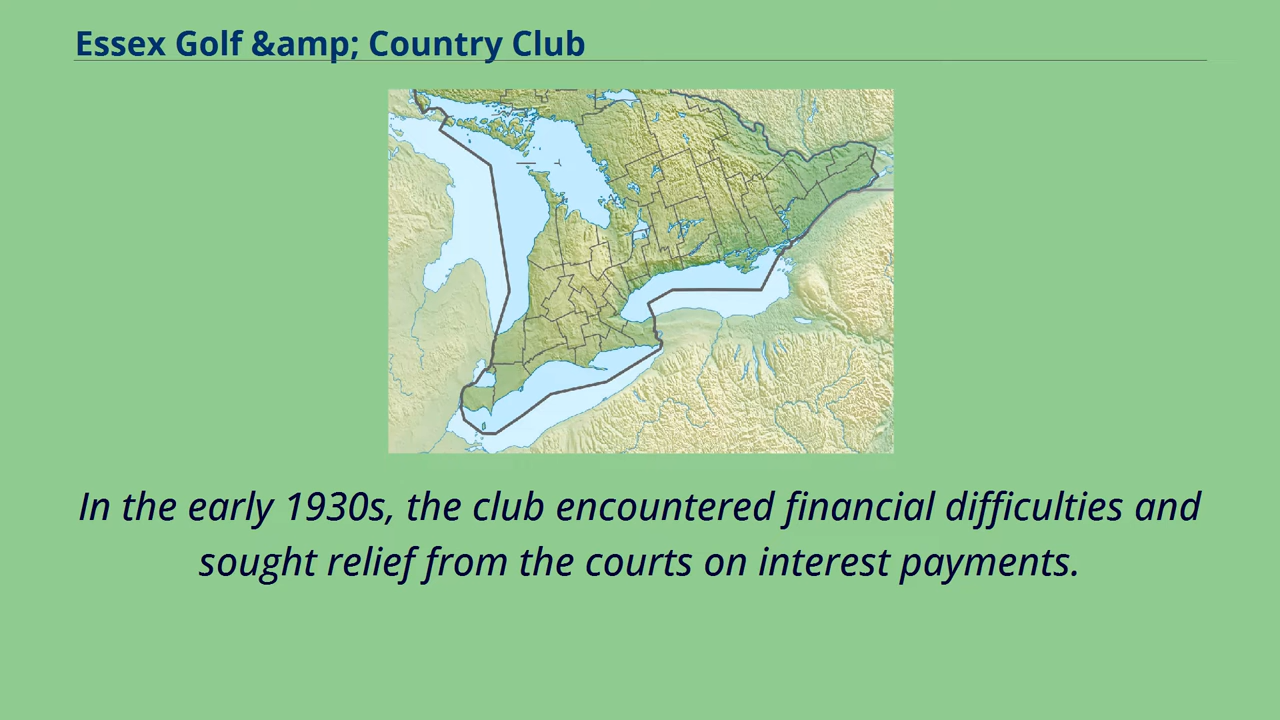 Essex Golf &amp; Country Club
In the early 1930s, the club encountered financial difficulties and
sought relief from the courts on interest payments.